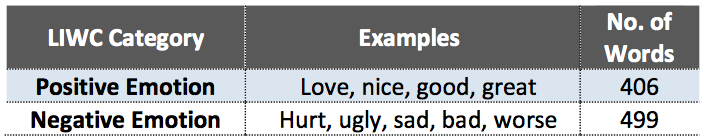 LIWC Category Examples No. of Words
Positive Emotion Love, nice, good, great 406
Negative Emotion Hurt, ugly, sad, bad, worse 499